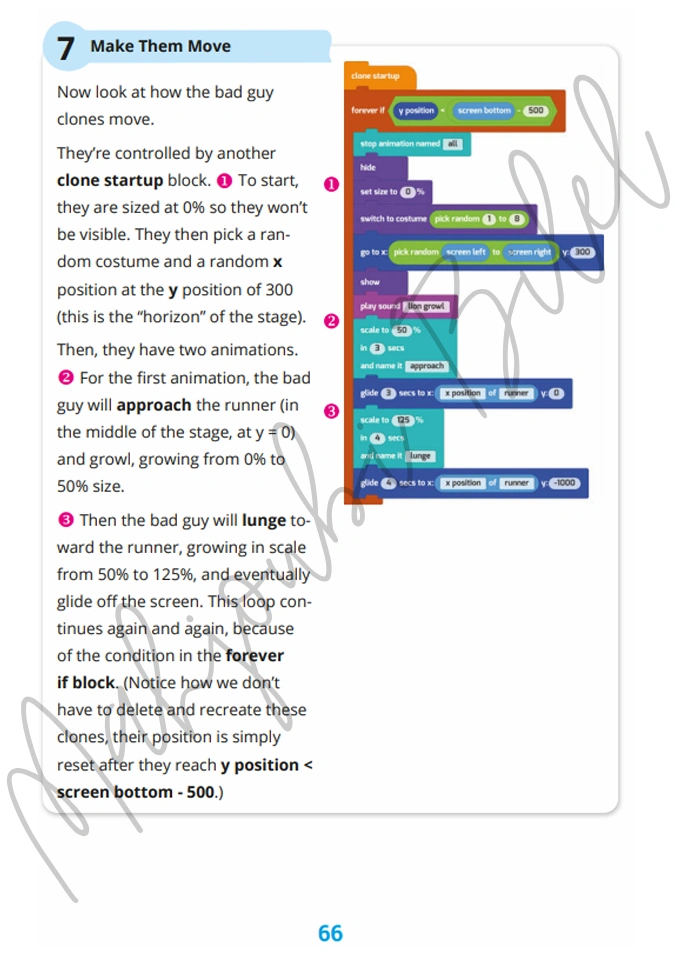 7 Make Them Move
Now look at how the bad guy
clones move.
They’re controlled by another
clone startup block. ❶ To start,
they are sized at 0% so they won’t
be visible. They then pick a ran-
dom costume and a random x
position at the y position of 300
(this is the “horizon” of the stage).
Then, they have two animations.
❷ For the first animation, the bad
guy will approach the runner (in
the middle of the stage, at y = 0)
and growl, growing from 0% to
50% size.
❸ Then the bad guy will lunge to-
ward the runner, growing in scale
from 50% to 125%, and eventually
glide off the screen. This loop con-
tinues again and again, because
of the condition in the forever
if block. (Notice how we don’t
have to delete and recreate these
clones, their position is simply
reset after they reach y position <
screen bottom - 500.)
clone startup
forever if y position < screen bottom - 500
stop animation named all
hide
❶
set size to 0 %
switch to costume pick random 1 to 8
go to x: pick random screen left to screen right y: 300
show
play sound lion growl
❷
scale to 50 %
in 3 secs
and name it approach
glide 3 secs to x: x position of runner y: 0
❸
scale to 125 %
in 4 secs
and name it lunge
glide 4 secs to x: x position of runner y: -1000
Mahjoubi Bilel
66